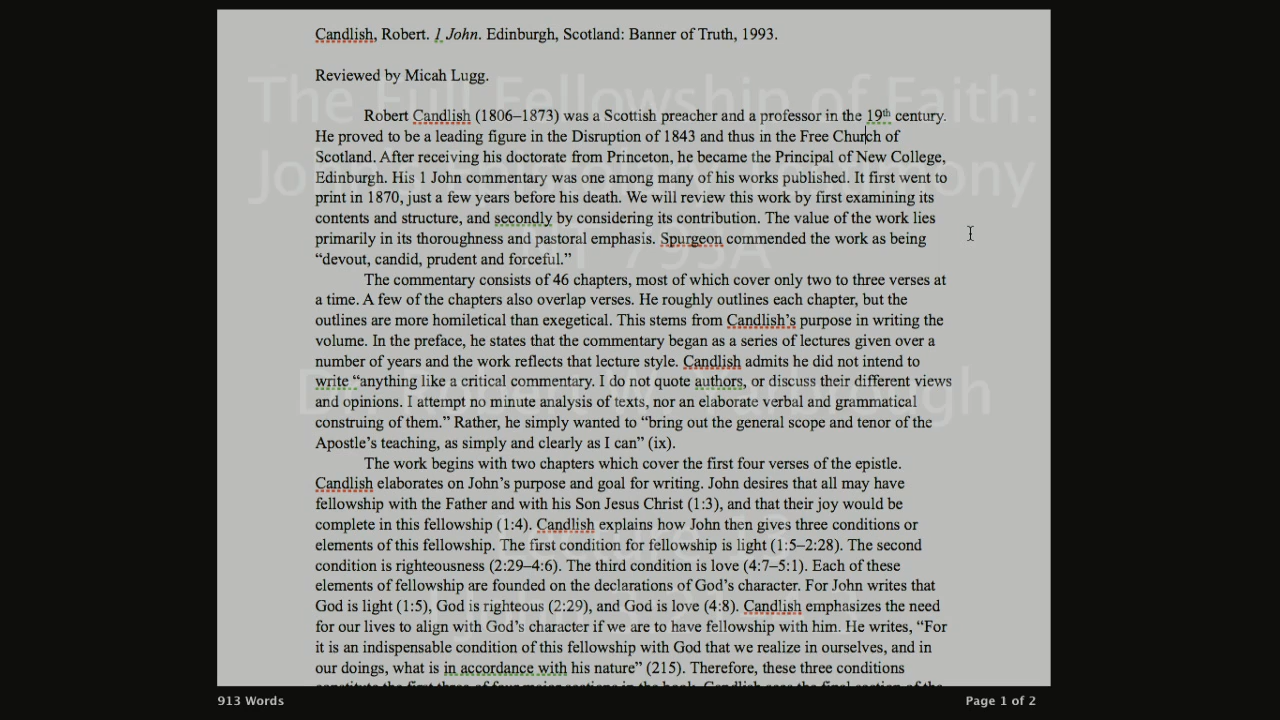 Candlish, Robert. 1 John. Edinburgh, Scotland: Banner of Truth, 1993.
Reviewed by Micah Lugg.
The Full Fellowship of Faith:
Robert Candlish (1806–1873) was a Scottish preacher and a professor in the 19th century.
He proved to be a leading figure in the Disruption of 1843 and thus in the Free Church of
Scotland. After receiving his doctorate from Princeton, he became the Principal of New College,
Edinburgh. His 1 John commentary was one among many of his works published. It first went to
print in 1870, just a few years before his death. We will review this work by first examining its
contents and structure, and secondly by considering its contribution. The value of the work lies
primarily in its thoroughness and pastoral emphasis. Spurgeon commended the work as being
793A
“devout, candid, prudent and forceful.”
The commentary consists of 46 chapters, most of which cover only two to three verses at
a time. A few of the chapters also overlap verses. He roughly outlines each chapter, but the
outlines are more homiletical than exegetical. This stems from Candlish’s purpose in writing the
volume. In the preface, he states that the commentary began as a series of lectures given over a
number of years and the work reflects that lecture style. Candlish admits he did not intend to
write “anything like a critical commentary. I do not quote authors, or discuss their different views
and opinions. I attempt no minute analysis of texts, nor an elaborate verbal and grammatical
construing of them.” Rather, he simply wanted to “bring out the general scope and tenor of the
Apostle’s teaching, as simply and clearly as I can” (ix).
The work begins with two chapters which cover the first four verses of the epistle.
Candlish elaborates on John’s purpose and goal for writing. John desires that all may have
fellowship with the Father and with his Son Jesus Christ (1:3), and that their joy would be
complete in this fellowship (1:4). Candlish explains how John then gives three conditions or
elements of this fellowship. The first condition for fellowship is light (1:5–2:28). The second
condition is righteousness (2:29–4:6). The third condition is love (4:7–5:1). Each of these
elements of fellowship are founded on the declarations of God’s character. For John writes that
God is light (1:5), God is righteous (2:29), and God is love (4:8). Candlish emphasizes the need
for our lives to align with God’s character if we are to have fellowship with him. He writes, “For
it is an indispensable condition of this fellowship with God that we realize in ourselves, and in
our doings, what is in accordance with his nature” (215). Therefore, these three conditions
913 Words
Page 1 of 2